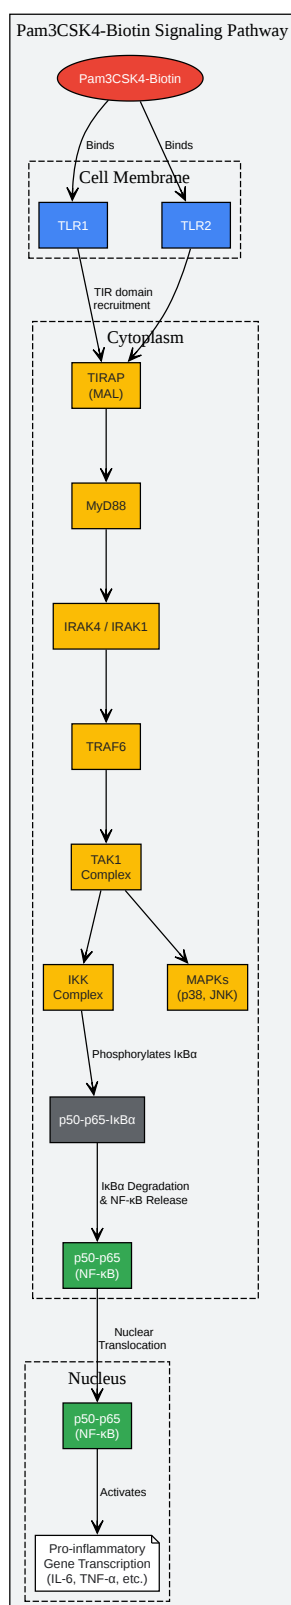 Pam3CSK4-Biotin Signaling Pathway
Pam3CSK4-Biotin
Binds
Binds
Cell Membrane
TLR1
TLR2
TIR domain
recruitment
Cytoplasm
TIRAP
(MAL)
MyD88
IRAK4 / IRAK1
TRAF6
TAK1
Complex
IKK
Complex
MAPKs
(p38, JNK)
Phosphorylates IκBα
p50-p65-IκBα
IκBα Degradation
& NF-κB Release
p50-p65
(NF-κB)
Nuclear
Translocation
Nucleus
p50-p65
(NF-κB)
Activates
Pro-inflammatory
Gene Transcription
(IL-6, TNF-α, etc.)